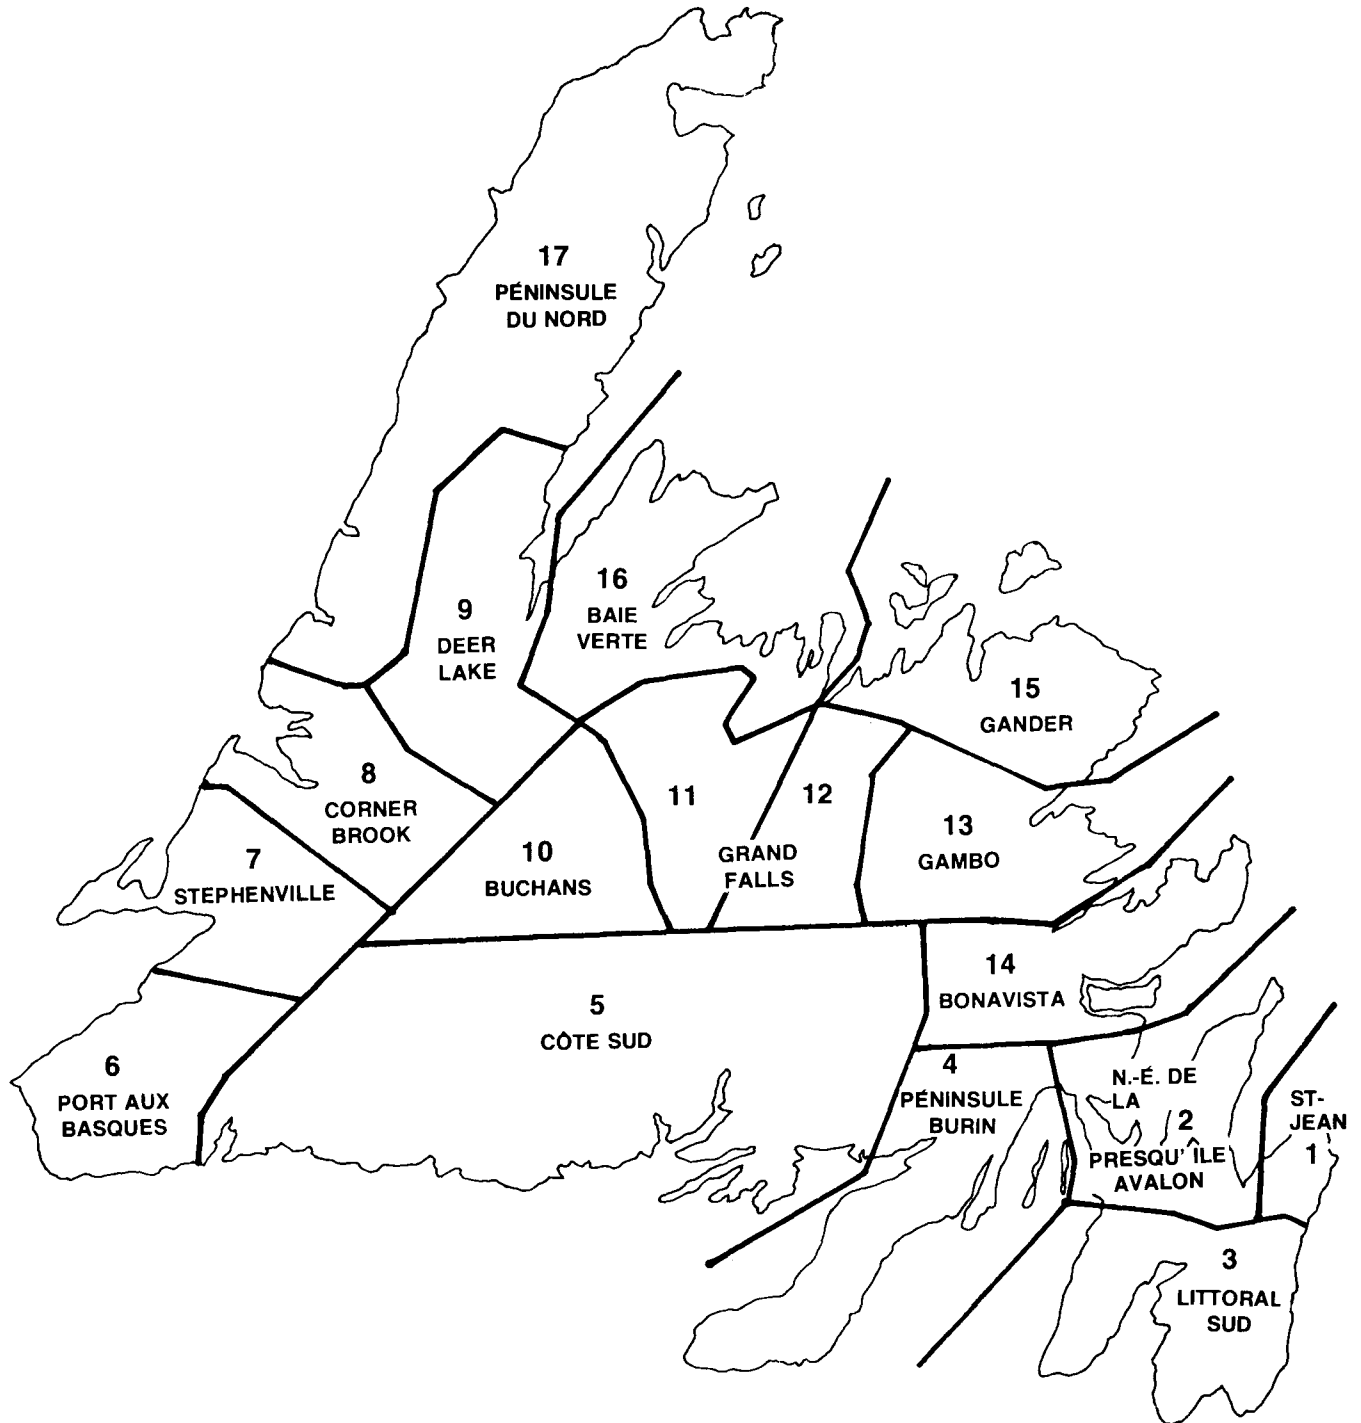 17
PÉNINSULE
DU NORD
16
BAIE
VERTE
9
DEER
LAKE
15
GANDER
8
CORNER
BROOK
11
12
GRAND
FALLS
13
GAMBO
7
STEPHENVILLE
10
BUCHANS
14
BONAVISTA
5
CÔTE SUD
6
PORT AUX
BASQUES
4
PÉNINSULE
BURIN
N.-É. DE
LA
2
PRESQU'ÎLE
AVALON
ST-
JEAN
1
3
LITTORAL
SUD